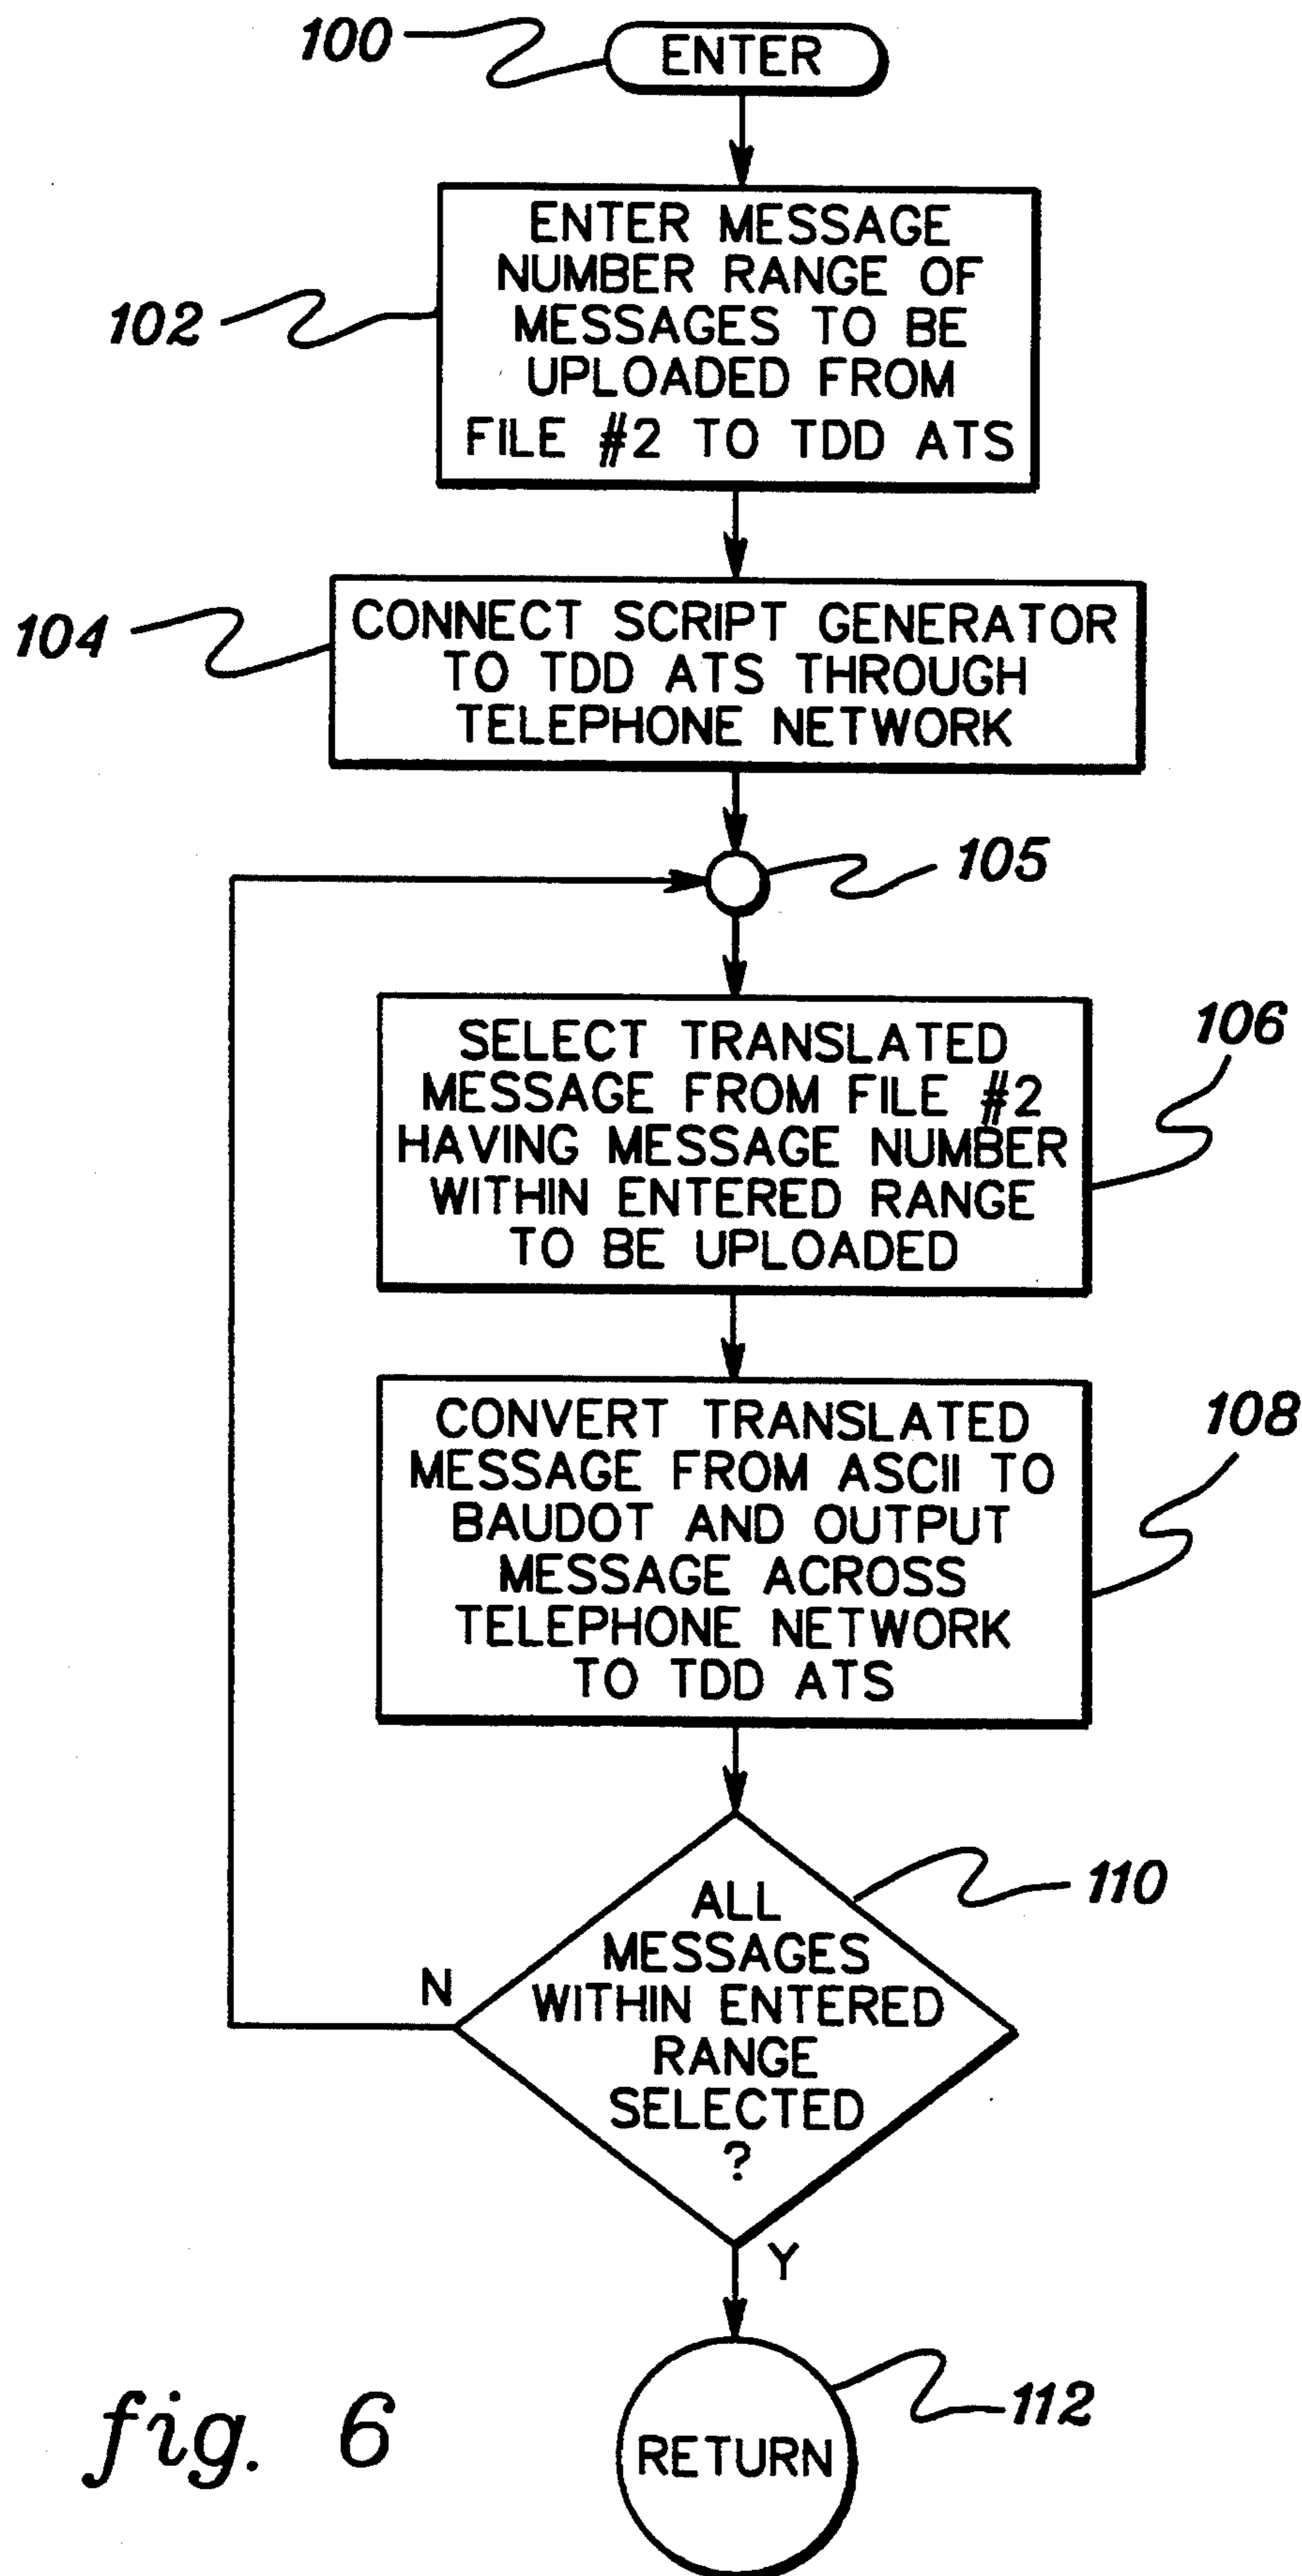 100
ENTER
102
ENTER MESSAGE
NUMBER RANGE OF
MESSAGES TO BE
UPLOADED FROM
FILE #2 TO TDD ATS
104
CONNECT SCRIPT GENERATOR
TO TDD ATS THROUGH
TELEPHONE NETWORK
105
106
SELECT TRANSLATED
MESSAGE FROM FILE #2
HAVING MESSAGE NUMBER
WITHIN ENTERED RANGE
TO BE UPLOADED
108
CONVERT TRANSLATED
MESSAGE FROM ASCII TO
BAUDOT AND OUTPUT
MESSAGE ACROSS
TELEPHONE NETWORK
TO TDD ATS
110
ALL
MESSAGES
WITHIN ENTERED
RANGE
SELECTED
?
N
Y
112
RETURN
fig. 6